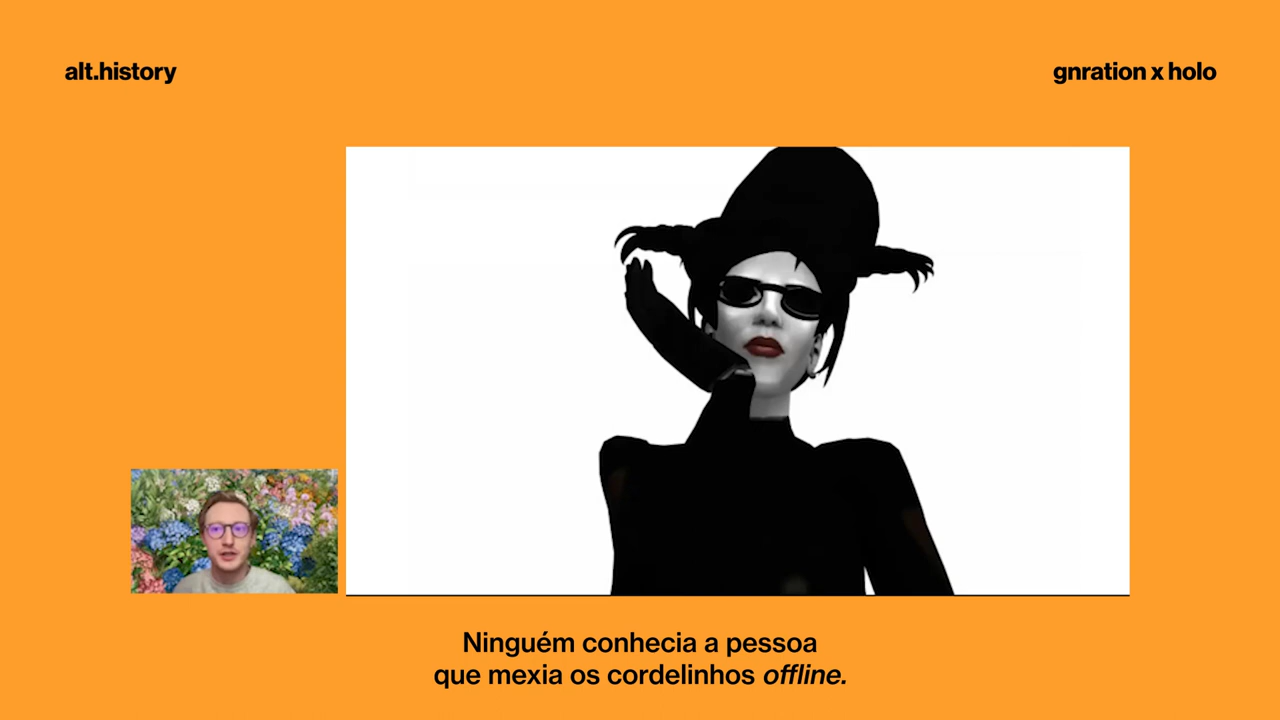 alt.history
gnration x holo
Ninguém conhecia a pessoa
que mexia os cordelinhos offline.